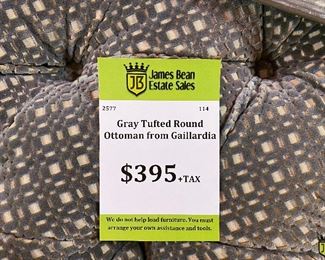 JB
James Bean
Estate Sales
2577 114
Gray Tufted Round
Ottoman from Gaillardia
$395+TAX
We do not help load furniture. You must
arrange your own assistance and tools.